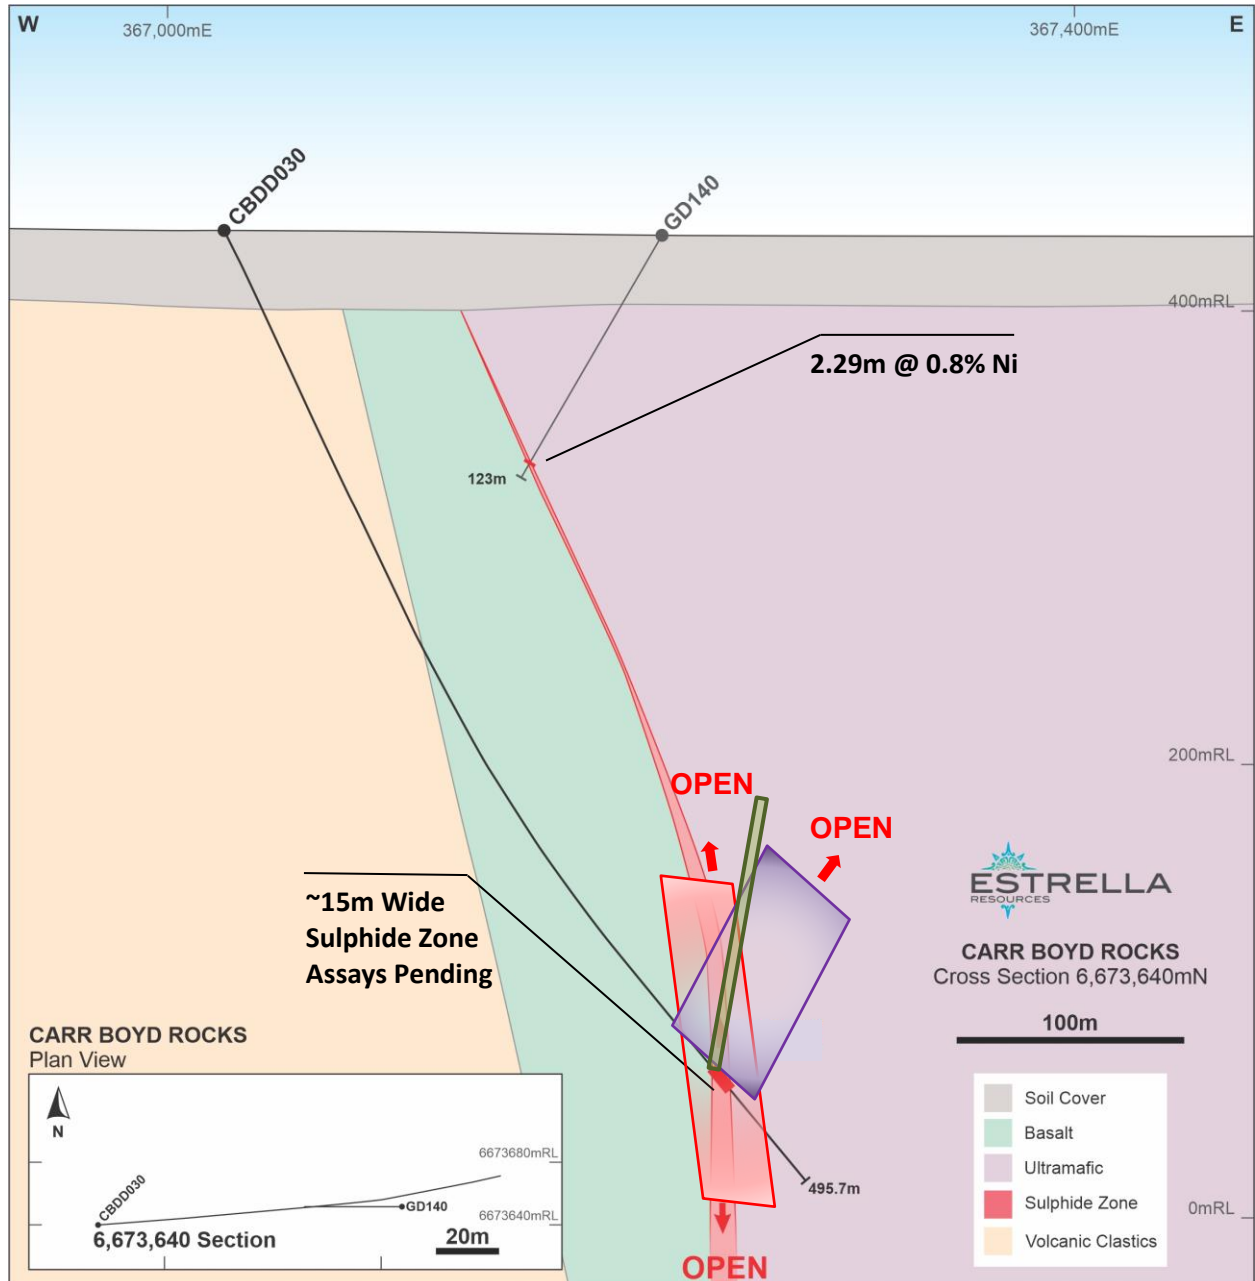 W
367,000mE
367,400mE
E
CBDD030
GD140
400mRL
2.29m @ 0.8% Ni
123m
200mRL
OPEN
OPEN
~15m Wide
Sulphide Zone
Assays Pending
ESTRELLA
RESOURCES
CARR BOYD ROCKS
Cross Section 6,673,640mN
100m
CARR BOYD ROCKS
Plan View
N
6673680mRL
CBDD030
GD140
6673640mRL
6,673,640 Section
20m
495.7m
OPEN
Soil Cover
Basalt
Ultramafic
Sulphide Zone
Volcanic Clastics
0mRL